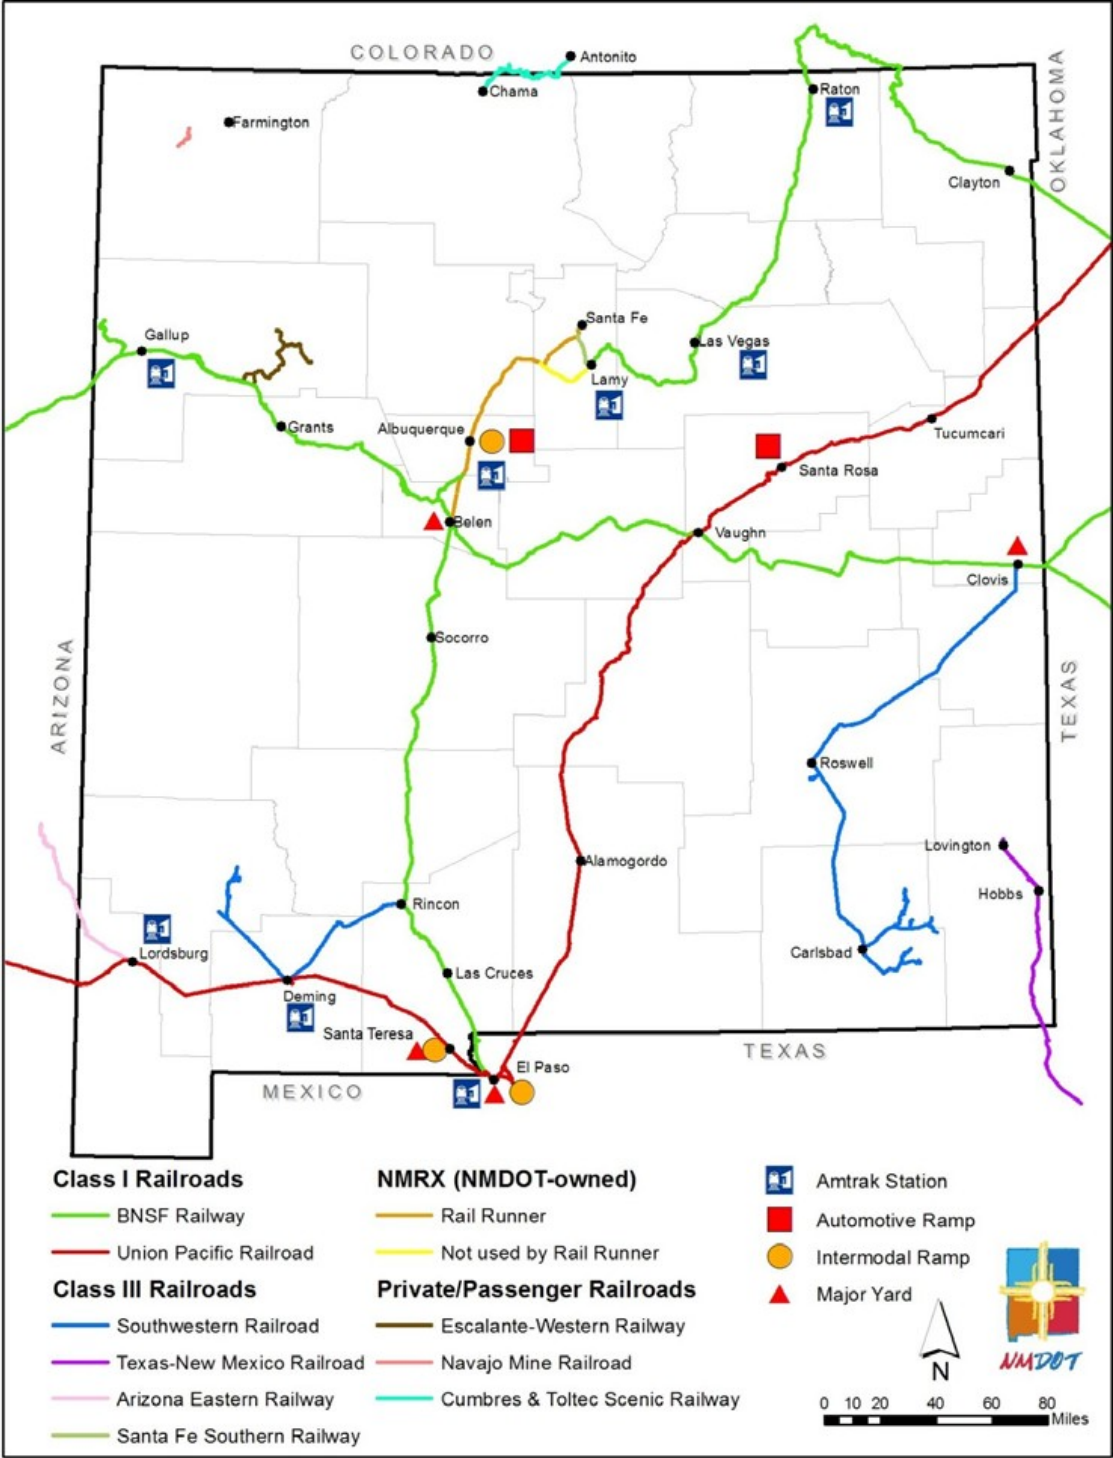 COLORADO
Antonito
Chama
Raton
OKLAHOMA
Farmington
Clayton
Gallup
Santa Fe
Las Vegas
Lamy
Grants
Albuquerque
Tucumcari
Santa Rosa
Belen
Vaughn
Clovis
Socorro
ARIZONA
TEXAS
Roswell
Lovington
Alamogordo
Hobbs
Rincon
Carlsbad
Lordsburg
Las Cruces
Deming
Santa Teresa
El Paso
TEXAS
MEXICO
Class I Railroads
BNSF Railway
Union Pacific Railroad
Class III Railroads
Southwestern Railroad
Texas-New Mexico Railroad
Arizona Eastern Railway
Santa Fe Southern Railway
NMRX (NMDOT-owned)
Rail Runner
Not used by Rail Runner
Private/Passenger Railroads
Escalante-Western Railway
Navajo Mine Railroad
Cumbres & Toltec Scenic Railway
Amtrak Station
Automotive Ramp
Intermodal Ramp
Major Yard
N
NMDOT
0 10 20 40 60 80
Miles